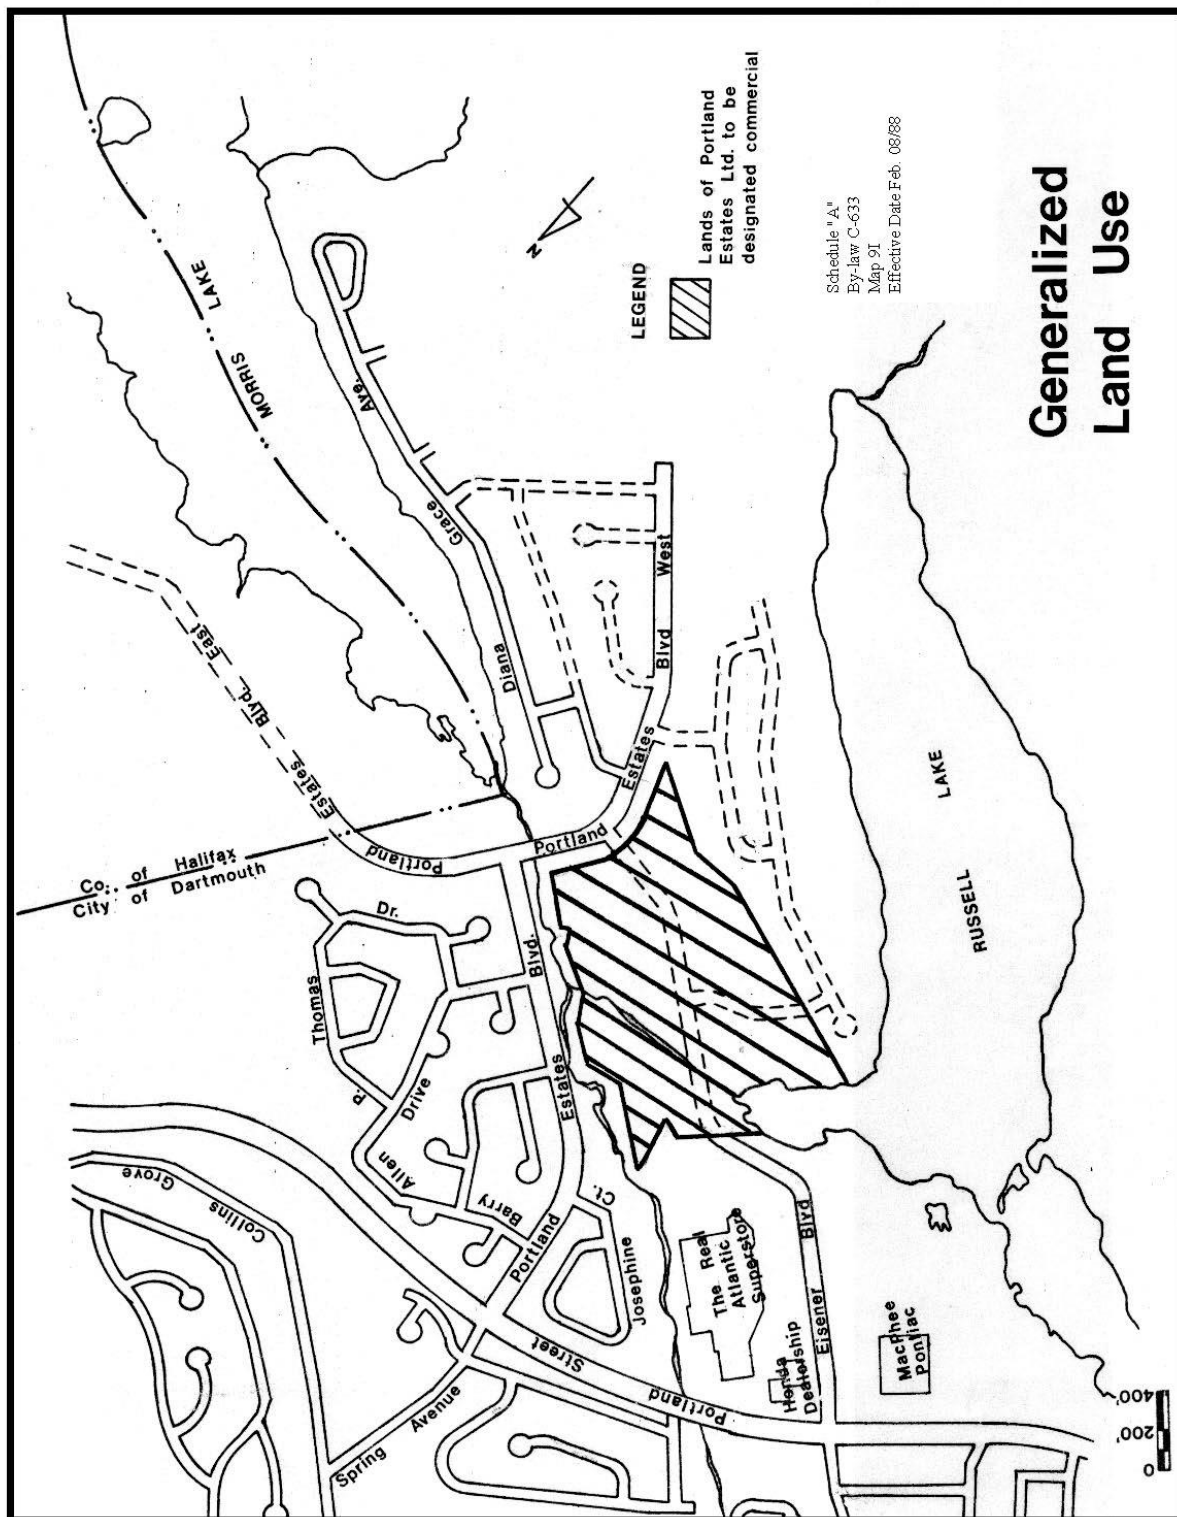 Generalized
Land Use
LEGEND
Lands of Portland
Estates Ltd. to be
designated commercial
Schedule "A"
By-law C-633
Map 9I
Effective Date Feb. 08/88
N
MORRIS LAKE
RUSSELL LAKE
Co. of Halifax
City of Dartmouth
Portland Estates Blvd. East
Portland Estates Blvd West
Diana Grace Ave.
Thomas Dr.
P.
Allen Drive
Barry
Portland Estates Blvd.
Josephine Ct.
Collins Grove
Spring Avenue
Portland Street
Eisener Blvd
The Real
Atlantic
Superstore
Honda
Dealership
MacPhee
Pontiac
0 200' 400'